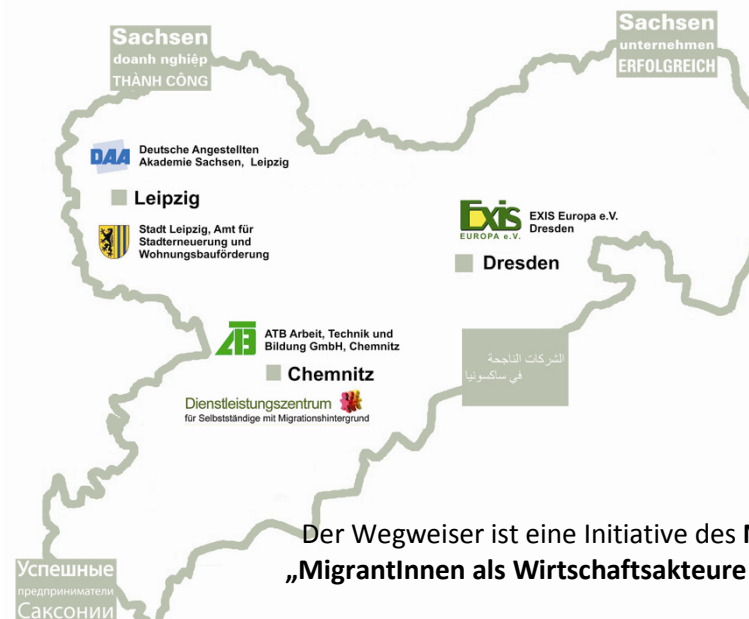 Sachsen
doanh nghiệp
THÀNH CÔNG
Sachsen
unternehmen
ERFOLGREICH
DAA
Deutsche Angestellten
Akademie Sachsen, Leipzig
Leipzig
Stadt Leipzig, Amt für
Stadterneuerung und
Wohnungsbauförderung
EXIS
EUROPA e.V.
EXIS Europa e.V.
Dresden
Dresden
ATB
ATB Arbeit, Technik und
Bildung GmbH, Chemnitz
Chemnitz
Dienstleistungszentrum
für Selbstständige mit Migrationshintergrund
الشركات الناجحة
في ساكسونيا
Der Wegweiser ist eine Initiative des
„MigrantInnen als Wirtschaftsakteure
Успешные
предприниматели
Саксонии